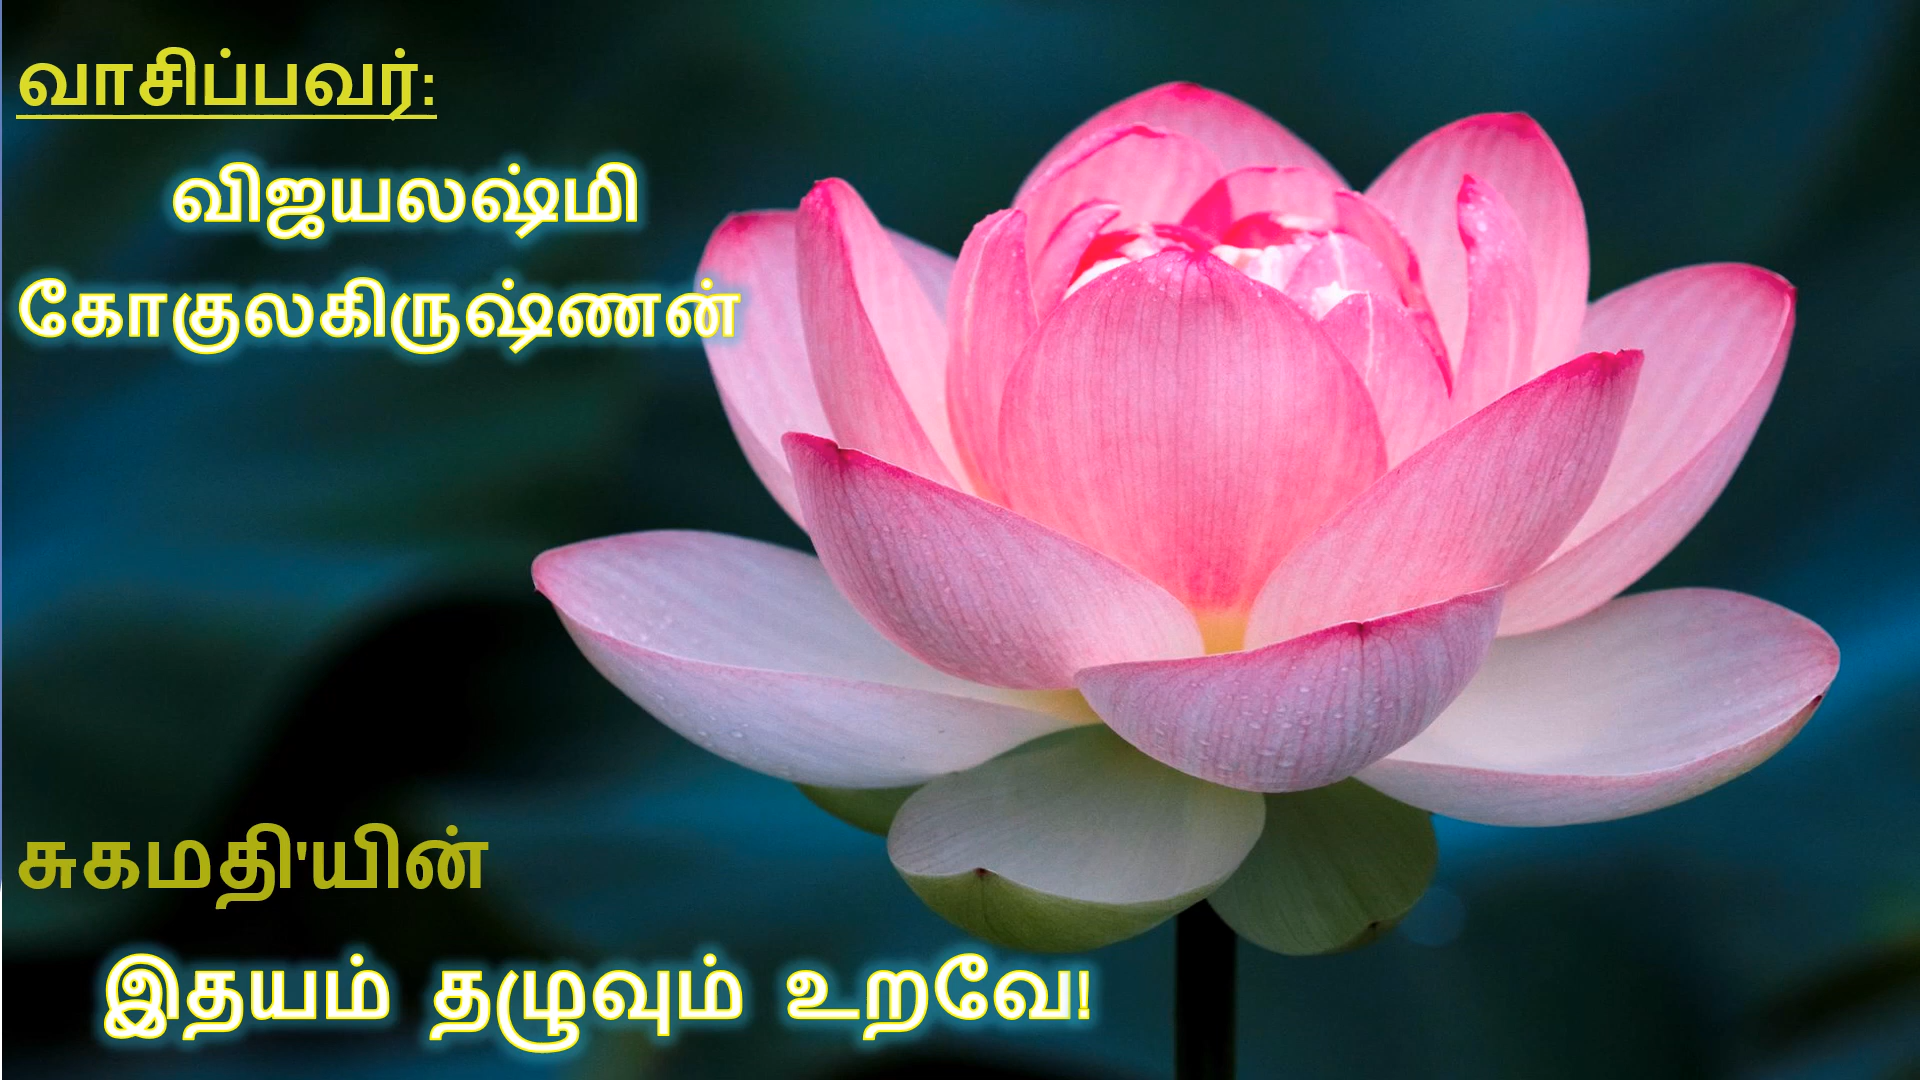 வாசிப்பவர்:
விஜயலஷ்மி
கோகுலகிருஷ்ணன்
சுகமதி'யின்
இதயம் தழுவும் உறவே!